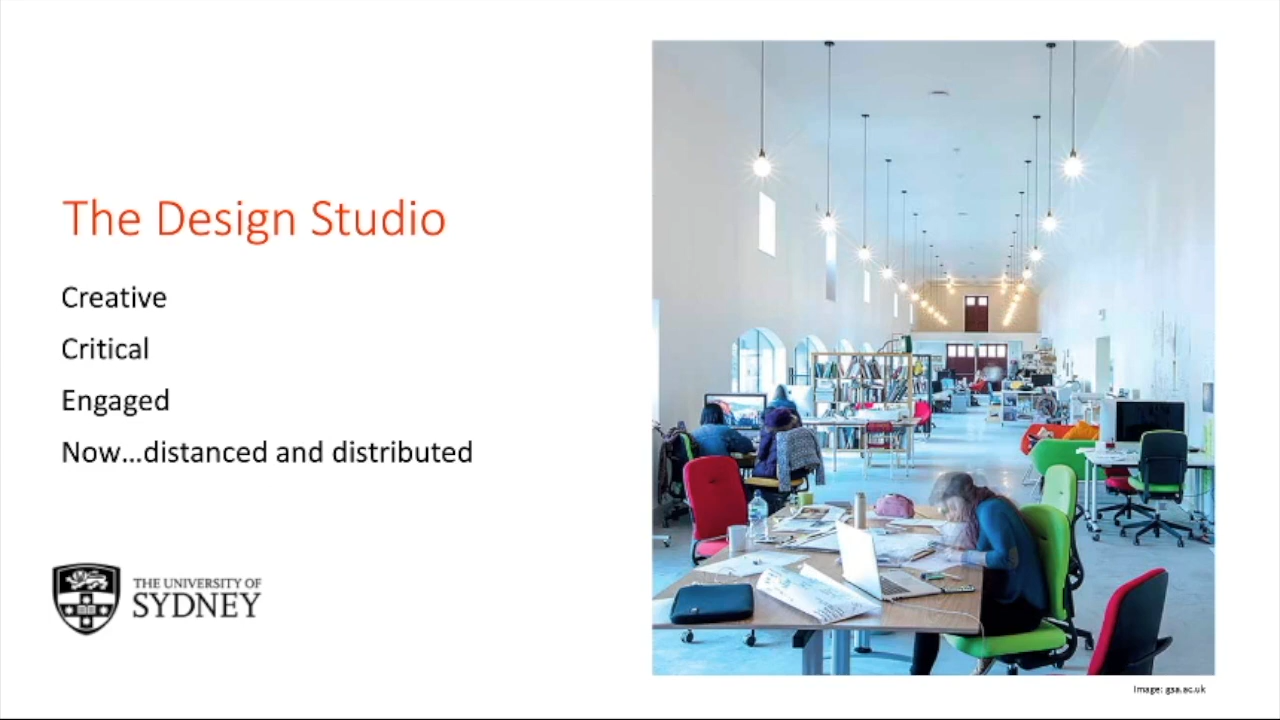 The Design Studio
Creative
Critical
Engaged
Now...distanced and distributed
THE UNIVERSITY OF
SYDNEY
Image: gsa.ac.uk